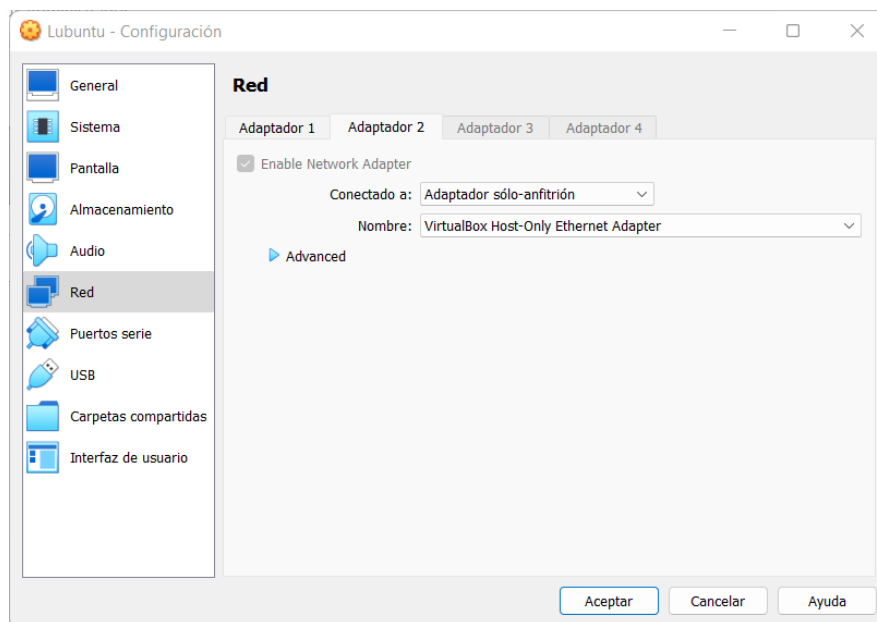 Lubuntu - Configuración
General
Sistema
Pantalla
Almacenamiento
Audio
Red
Puertos serie
USB
Carpetas compartidas
Interfaz de usuario
Red
Adaptador 1 Adaptador 2 Adaptador 3 Adaptador 4
Enable Network Adapter
Conectado a: Adaptador sólo-anfitrión
Nombre: VirtualBox Host-Only Ethernet Adapter
Advanced
Aceptar Cancelar Ayuda